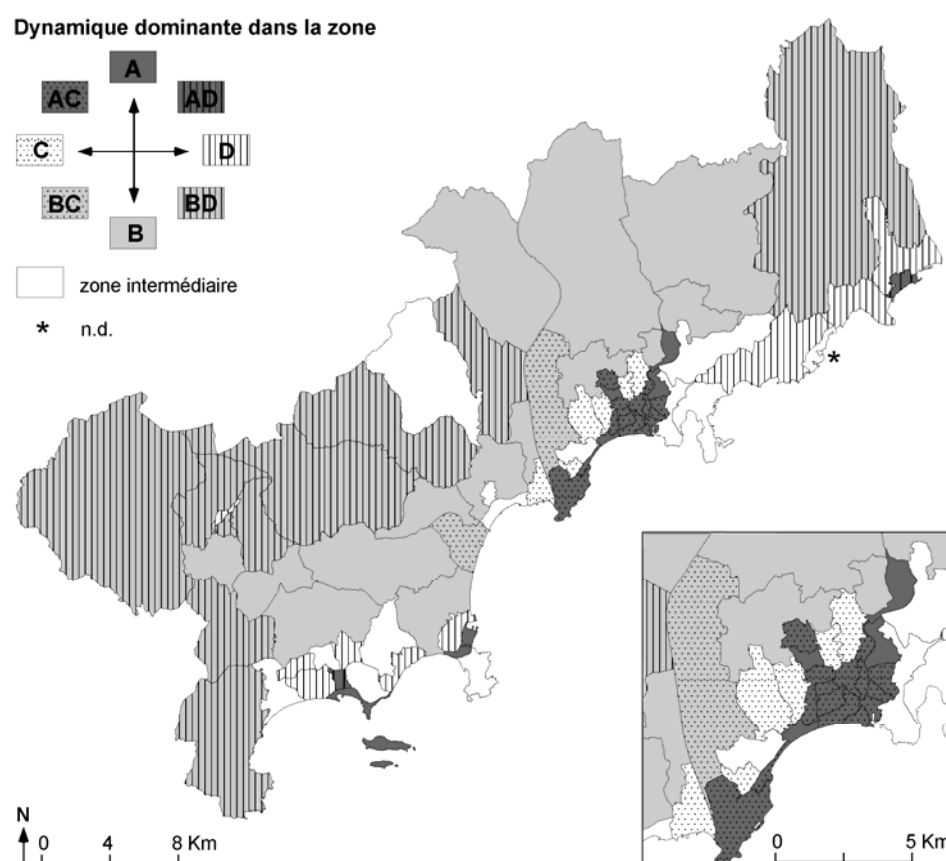 Dynamique dominante dans la zone
A
AC AD
C D
BC BD
B
zone intermédiaire
* n.d.
*
N
0 4 8 Km
0 5 Km